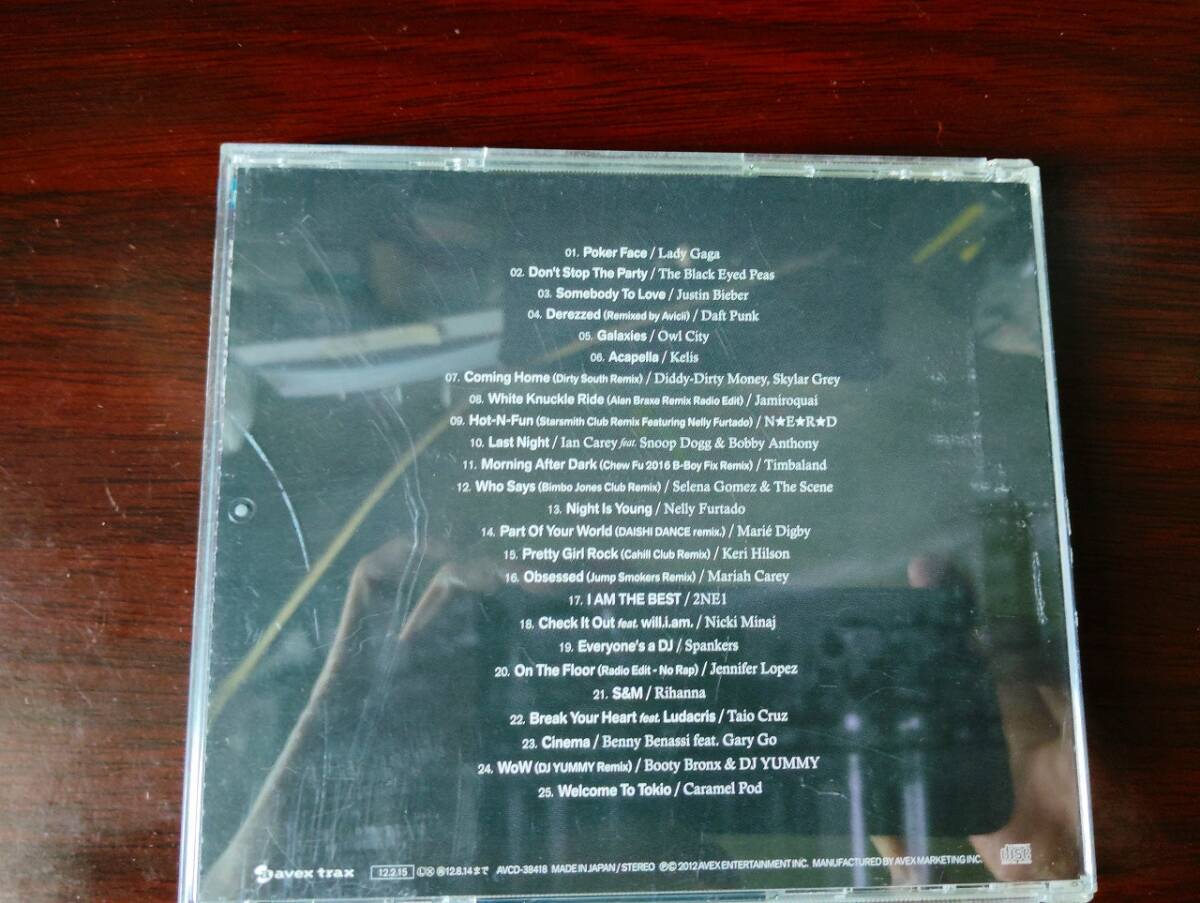 01. Poker Face / Lady Gaga
02. Don't Stop The Party / The Black Eyed Peas
03. Somebody To Love / Justin Bieber
04. Derezzed (Remixed by Avicii) / Daft Punk
05. Galaxies / Owl City
06. Acapella / Kelis
07. Coming Home (Dirty South Remix) / Diddy-Dirty Money, Skylar Grey
08. White Knuckle Ride (Alan Braxe Remix Radio Edit) / Jamiroquai
09. Hot-N-Fun (Starsmith Club Remix Featuring Nelly Furtado) / N★E★R★D
10. Last Night / Ian Carey feat. Snoop Dogg & Bobby Anthony
11. Morning After Dark (Chew Fu 2016 B-Boy Fix Remix) / Timbaland
12. Who Says (Bimbo Jones Club Remix) / Selena Gomez & The Scene
13. Night Is Young / Nelly Furtado
14. Part Of Your World (DAISHI DANCE remix.) / Marié Digby
15. Pretty Girl Rock (Cahill Club Remix) / Keri Hilson
16. Obsessed (Jump Smokers Remix) / Mariah Carey
17. I AM THE BEST / 2NE1
18. Check It Out feat. will.i.am. / Nicki Minaj
19. Everyone's a DJ / Spankers
20. On The Floor (Radio Edit - No Rap) / Jennifer Lopez
21. S&M / Rihanna
22. Break Your Heart feat. Ludacris / Taio Cruz
23. Cinema / Benny Benassi feat. Gary Go
24. WoW (DJ YUMMY Remix) / Booty Bronx & DJ YUMMY
25. Welcome To Tokio / Caramel Pod
avex trax 12.2.15 12.8.14まで AVCD-38418 MADE IN JAPAN / STEREO ℗© 2012 AVEX ENTERTAINMENT INC. MANUFACTURED BY AVEX MARKETING INC.